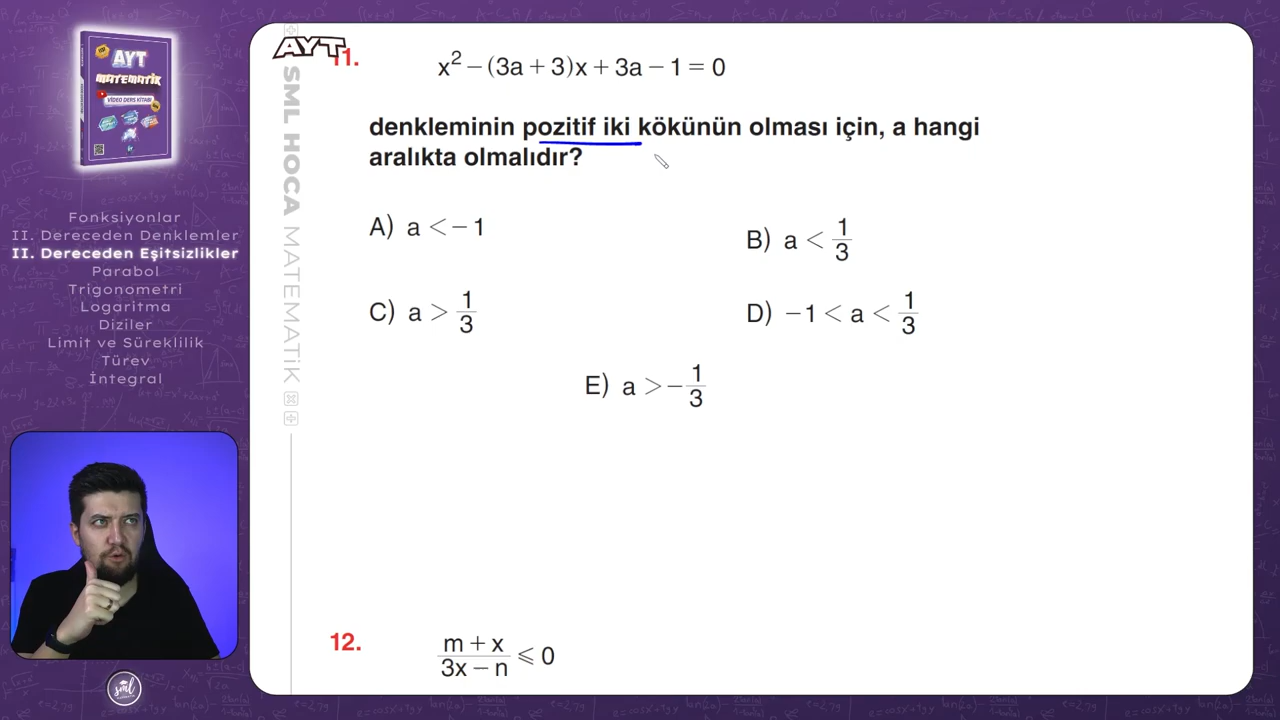 AYT
MATEMATİK
VİDEO DERS KİTABI
Fonksiyonlar
II. Dereceden Denklemler
II. Dereceden Eşitsizlikler
Parabol
Trigonometri
Logaritma
Diziler
Limit ve Süreklilik
Türev
İntegral
sml
AYT
SML HOCA MATEMATİK
11.
x² − (3a + 3)x + 3a − 1 = 0
denkleminin pozitif iki kökünün olması için, a hangi
aralıkta olmalıdır?
A) a < − 1
B) a < 1/3
C) a > 1/3
D) −1 < a < 1/3
E) a > − 1/3
12.
m + x / 3x − n ⩽ 0